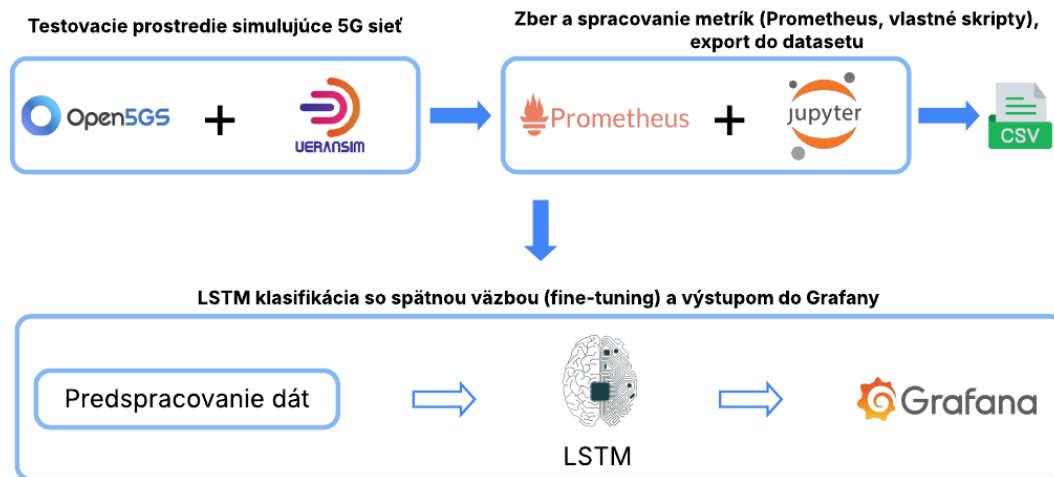 Testovacie prostredie simulujúce 5G sieť
Zber a spracovanie metrík (Prometheus, vlastné skripty),
export do datasetu
Open5GS
+
UERANSIM
Prometheus
+
jupyter
CSV
LSTM klasifikácia so spätnou väzbou (fine-tuning) a výstupom do Grafany
Predspracovanie dát
LSTM
Grafana